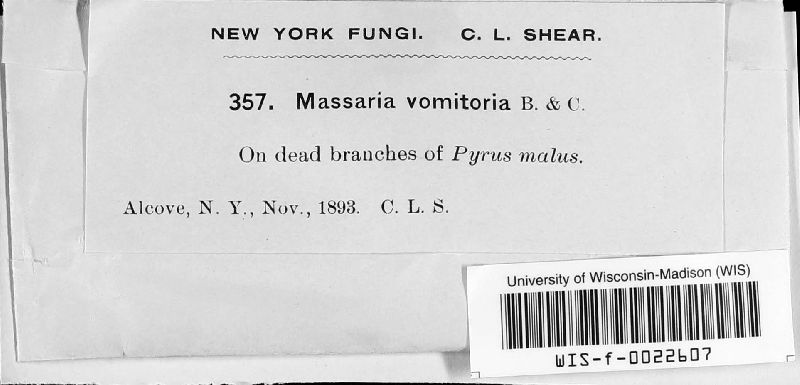 NEW YORK FUNGI. C. L. SHEAR.
357. Massaria vomitoria B. & C.
On dead branches of Pyrus malus.
Alcove, N. Y., Nov., 1893. C. L. S.
University of Wisconsin-Madison (WIS)
WIS-f-0022607